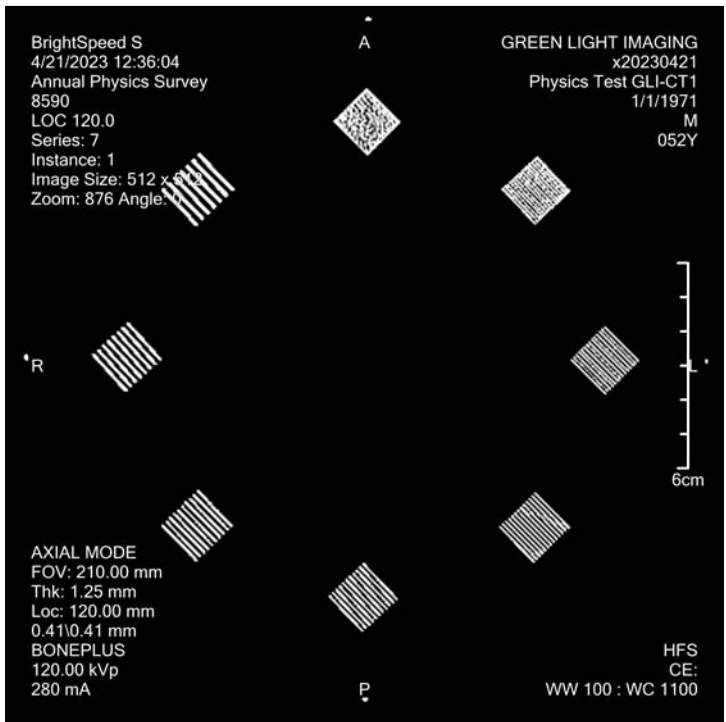 BrightSpeed S
4/21/2023 12:36:04
Annual Physics Survey
8590
LOC 120.0
Series: 7
Instance: 1
Image Size: 512 x 512
Zoom: 876 Angle: 0
A
GREEN LIGHT IMAGING
x20230421
Physics Test GLI-CT1
1/1/1971
M
052Y
R
L
6cm
AXIAL MODE
FOV: 210.00 mm
Thk: 1.25 mm
Loc: 120.00 mm
0.41\0.41 mm
BONEPLUS
120.00 kVp
280 mA
P
HFS
CE:
WW 100 : WC 1100